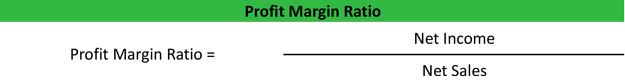 Profit Margin Ratio
Profit Margin Ratio =
Net Income
Net Sales